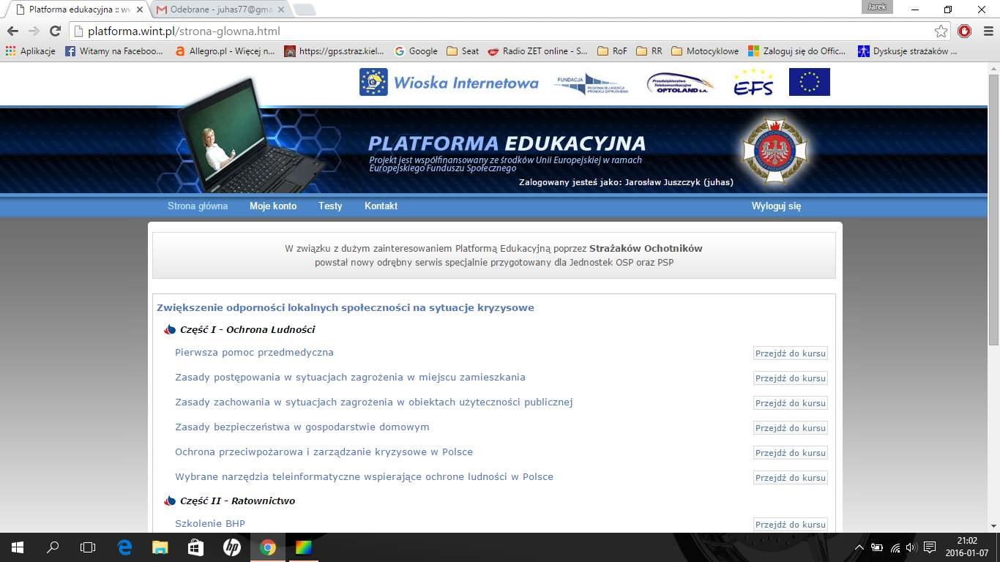 Platforma edukacyjna :: ww
Odebrane - juhas77@gma
Jarek
platforma.wint.pl/strona-glowna.html
Aplikacje
Witamy na Faceboo...
Allegro.pl - Więcej n...
https://gps.straz.kiel...
Google
Seat
Radio ZET online - S...
RoF
RR
Motocyklowe
Zaloguj się do Offic...
Dyskusje strażaków ...
Wioska Internetowa
FUNDACJA
REGIONALNEJ AGENCJI
PROMOCJI ZATRUDNIENIA
Przedsiębiorstwo
Telekomunikacyjne
OPTOLAND S.A.
EFS
PLATFORMA EDUKACYJNA
Projekt jest współfinansowany ze środków Unii Europejskiej w ramach
Europejskiego Funduszu Społecznego
Zalogowany jesteś jako: Jarosław Juszczyk (juhas)
Strona główna
Moje konto
Testy
Kontakt
Wyloguj się
W związku z dużym zainteresowaniem Platformą Edukacyjną poprzez Strażaków Ochotników
powstał nowy odrębny serwis specjalnie przygotowany dla Jednostek OSP oraz PSP
Zwiększenie odporności lokalnych społeczności na sytuacje kryzysowe
Część I - Ochrona Ludności
Pierwsza pomoc przedmedyczna
Przejdź do kursu
Zasady postępowania w sytuacjach zagrożenia w miejscu zamieszkania
Przejdź do kursu
Zasady zachowania w sytuacjach zagrożenia w obiektach użyteczności publicznej
Przejdź do kursu
Zasady bezpieczeństwa w gospodarstwie domowym
Przejdź do kursu
Ochrona przeciwpożarowa i zarządzanie kryzysowe w Polsce
Przejdź do kursu
Wybrane narzędzia teleinformatyczne wspierające ochrone ludności w Polsce
Przejdź do kursu
Część II - Ratownictwo
Szkolenie BHP
Przejdź do kursu
21:02
2016-01-07